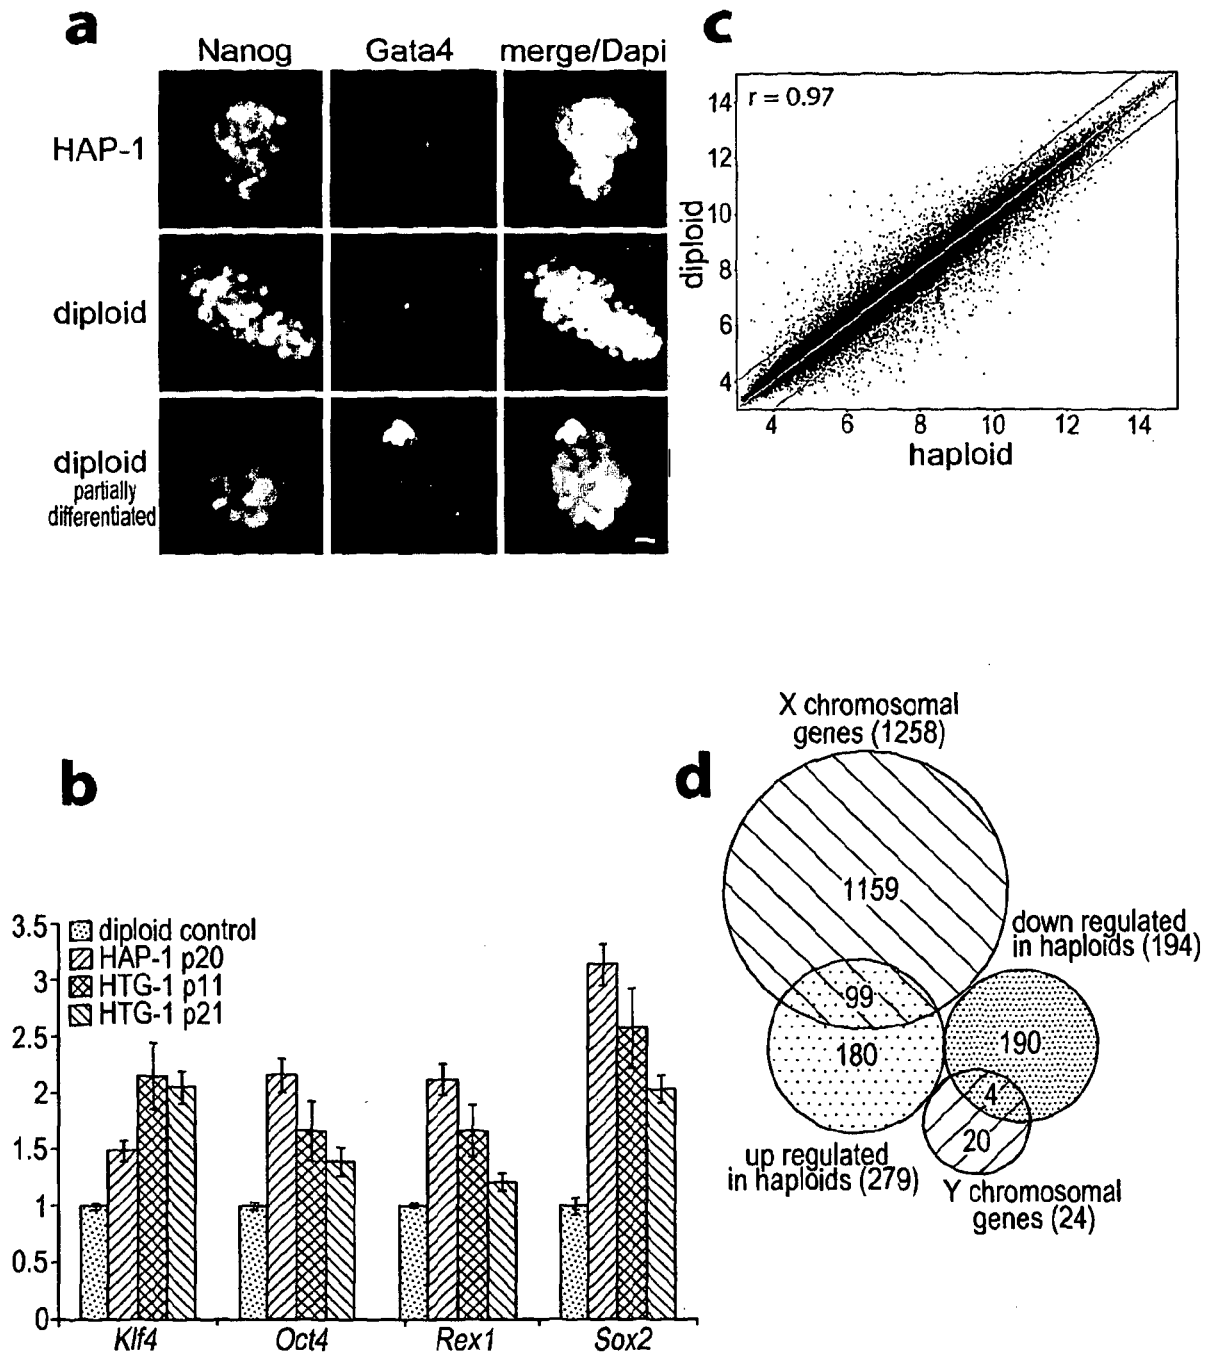 a
Nanog Gata4 merge/Dapi
HAP-1
diploid
diploid
partially
differentiated
c
r = 0.97
14
12
10
8
6
4
diploid
4 6 8 10 12 14
haploid
b
3.5
3
2.5
2
1.5
1
0.5
0
diploid control
HAP-1 p20
HTG-1 p11
HTG-1 p21
Klf4 Oct4 Rex1 Sox2
d
X chromosomal
genes (1258)
1159
down regulated
in haploids (194)
99
180
190
4
20
up regulated
in haploids (279)
Y chromosomal
genes (24)